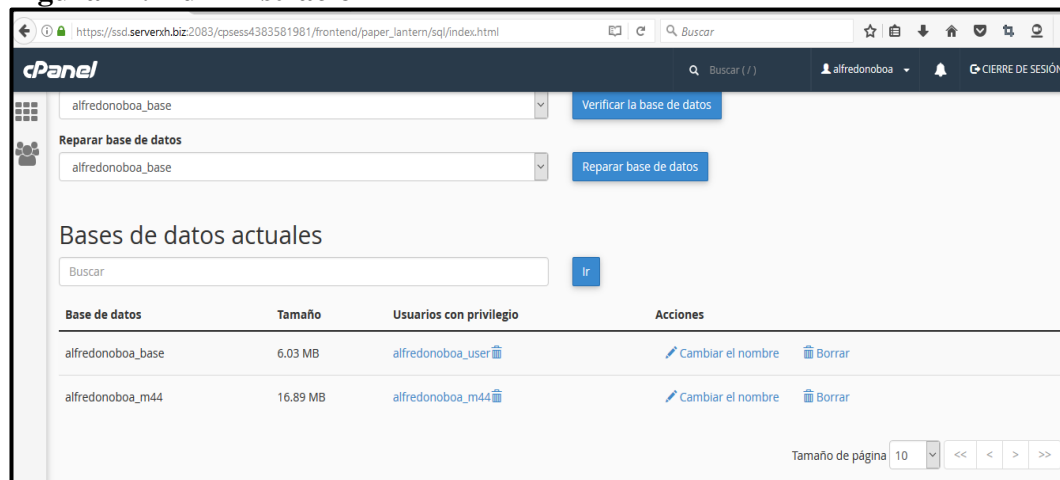 https://ssd.serverxh.biz:2083/cpsess4383581981/frontend/paper_lantern/sql/index.html
Buscar
cPanel
Buscar ( / )
alfredonoboa
CIERRE DE SESIÓN
alfredonoboa_base
Verificar la base de datos
Reparar base de datos
alfredonoboa_base
Reparar base de datos
Bases de datos actuales
Buscar
Ir
Base de datos Tamaño Usuarios con privilegio Acciones
alfredonoboa_base 6.03 MB alfredonoboa_user Cambiar el nombre Borrar
alfredonoboa_m44 16.89 MB alfredonoboa_m44 Cambiar el nombre Borrar
Tamaño de página 10 << < > >>